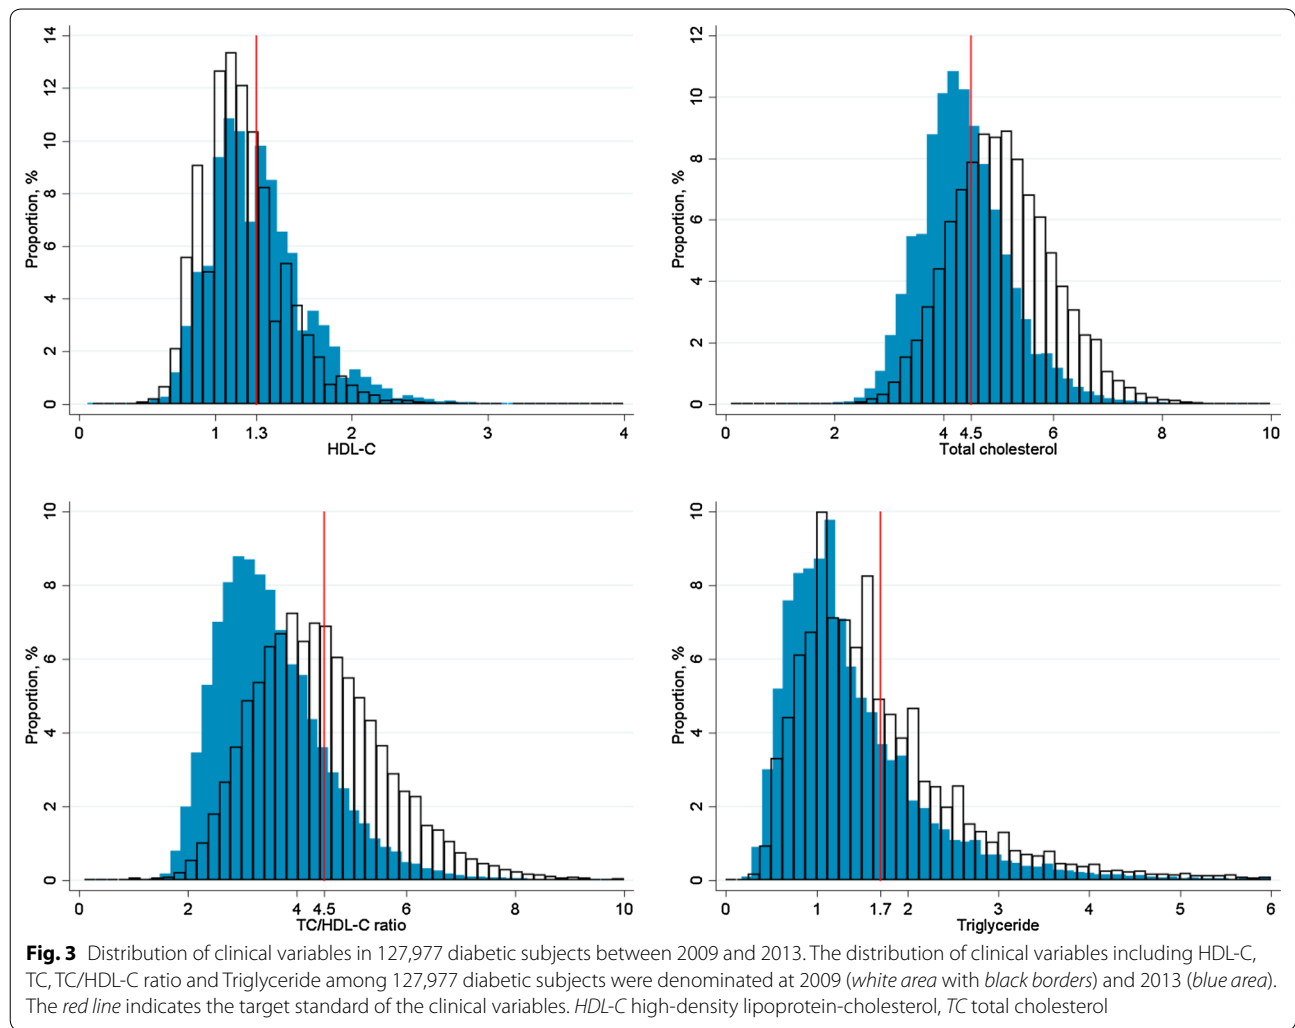 14
12
10
8
6
4
2
0
Proportion, %
0 1 1.3 2 3 4
HDL-C
12
10
8
6
4
2
0
Proportion, %
0 2 4 4.5 6 8 10
Total cholesterol
10
8
6
4
2
0
Proportion, %
0 2 4 4.5 6 8 10
TC/HDL-C ratio
10
8
6
4
2
0
Proportion, %
0 1 1.7 2 3 4 5 6
Triglyceride
Fig. 3 Distribution of clinical variables in 127,977 diabetic subjects between 2009 and 2013. The distribution of clinical variables including HDL-C,
TC, TC/HDL-C ratio and Triglyceride among 127,977 diabetic subjects were denominated at 2009 (white area with black borders) and 2013 (blue area).
The red line indicates the target standard of the clinical variables. HDL-C high-density lipoprotein-cholesterol, TC total cholesterol